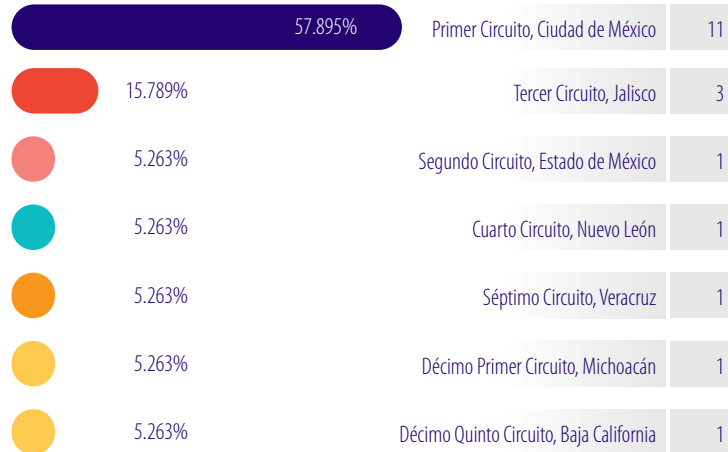 57.895% Primer Circuito, Ciudad de México 11
15.789% Tercer Circuito, Jalisco 3
5.263% Segundo Circuito, Estado de México 1
5.263% Cuarto Circuito, Nuevo León 1
5.263% Séptimo Circuito, Veracruz 1
5.263% Décimo Primer Circuito, Michoacán 1
5.263% Décimo Quinto Circuito, Baja California 1